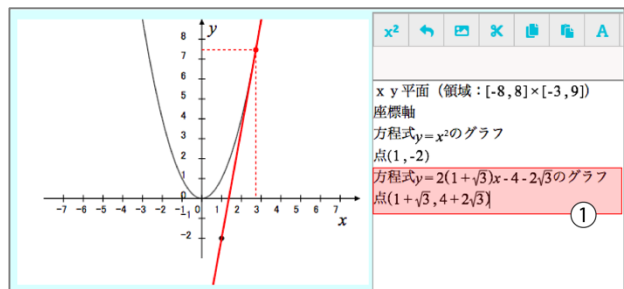 y
8
7
6
5
4
3
2
1
0
-7 -6 -5 -4 -3 -2 -1 0 1 2 3 4 5 6 7
x
-1
-2
x² A
x y 平面（領域：[-8,8]×[-3,9]）
座標軸
方程式y=x²のグラフ
点(1,-2)
方程式y=2(1+√3)x-4-2√3のグラフ
点(1+√3,4+2√3)
1